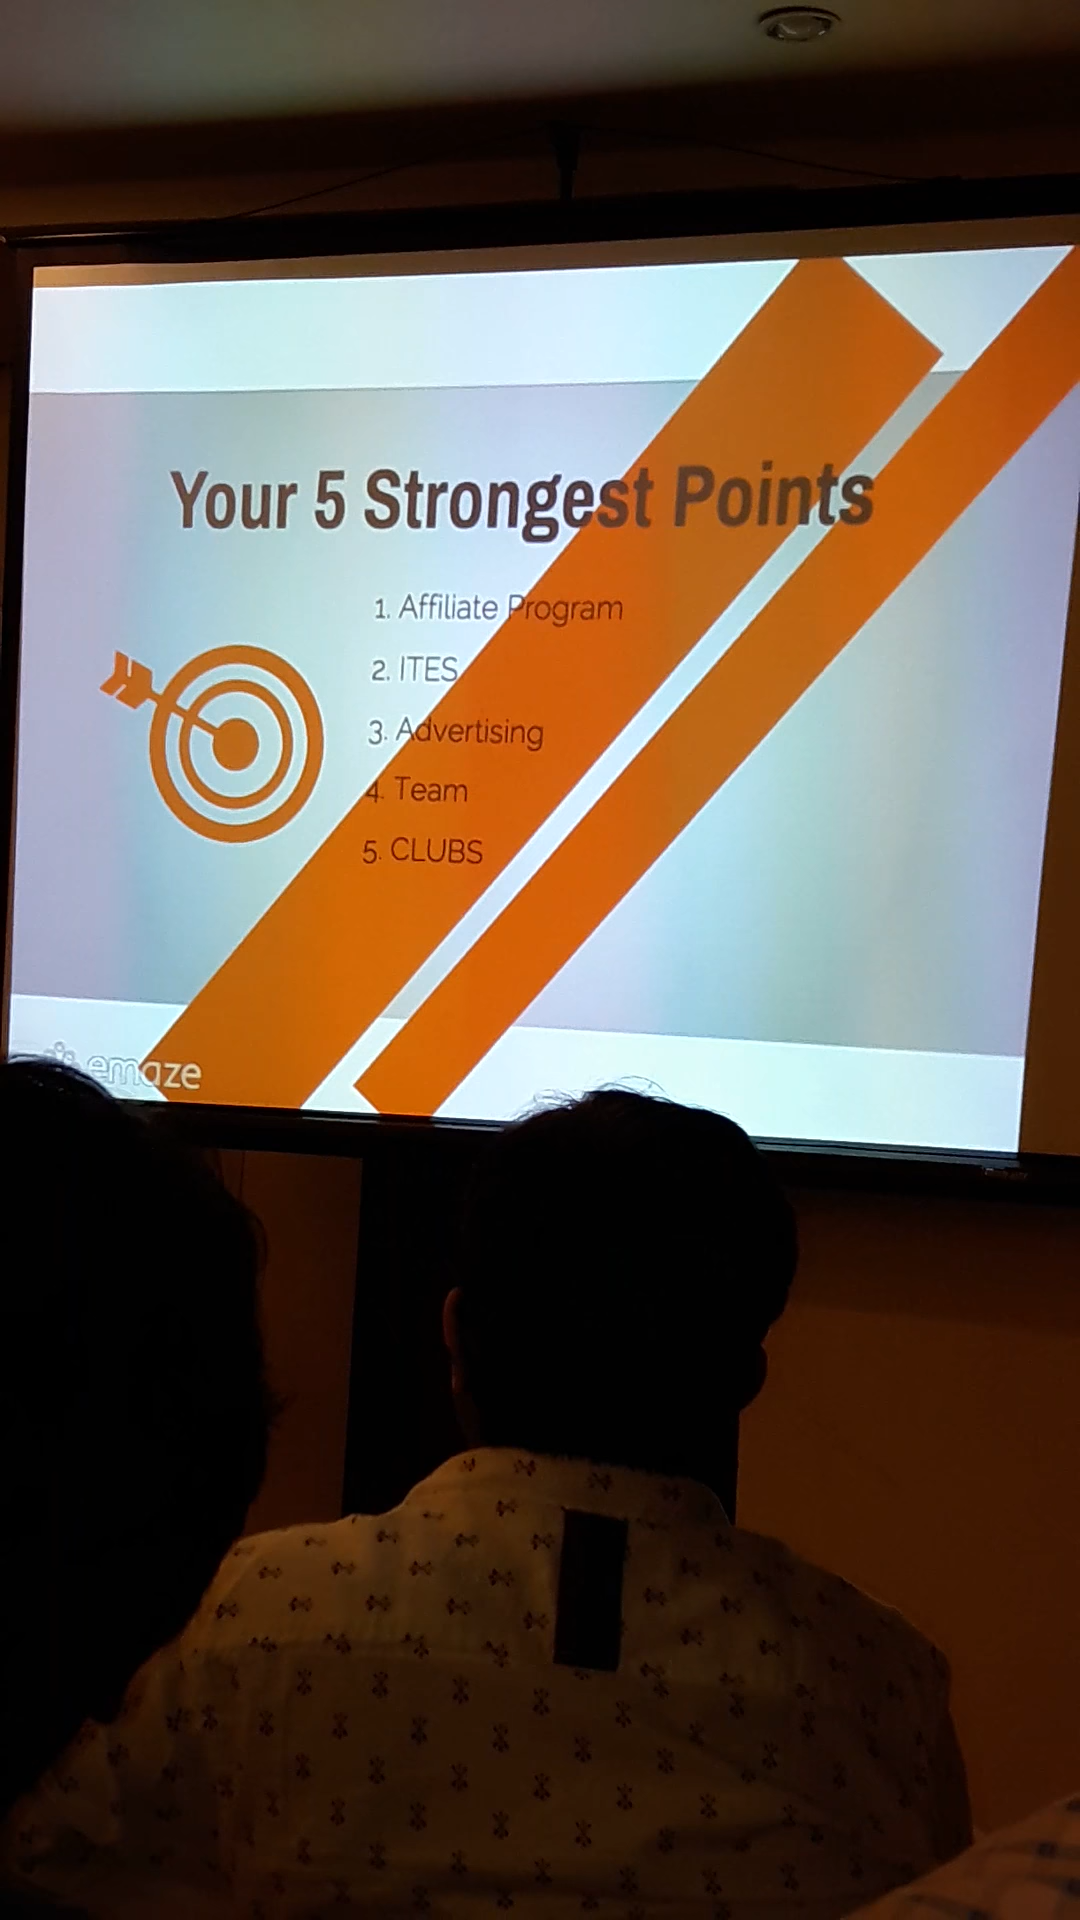 Your 5 Strongest Points
1. Affiliate Program
2. ITES
3. Advertising
4. Team
5. CLUBS
emaze